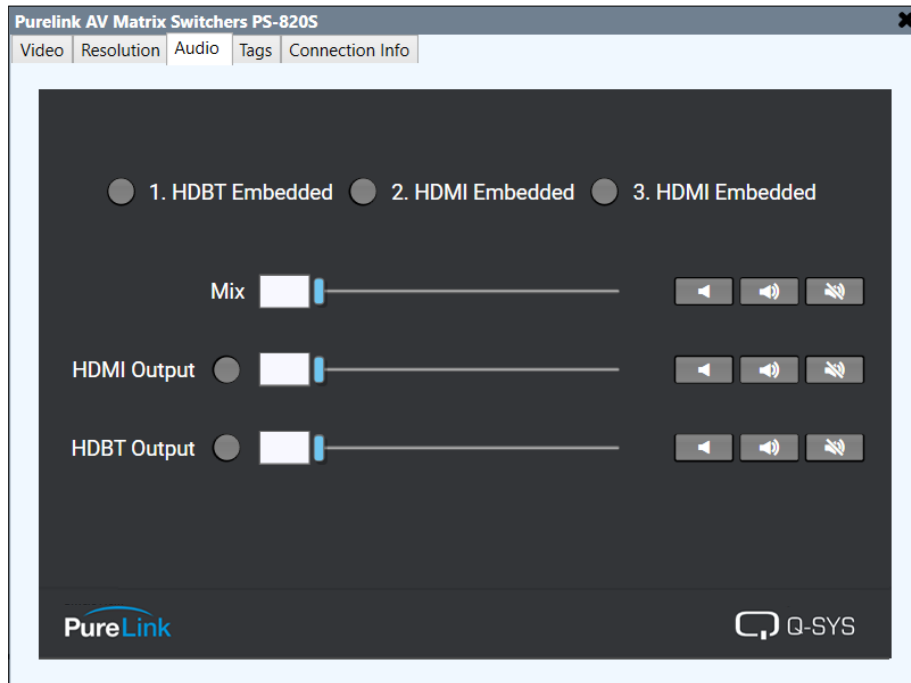 Purelink AV Matrix Switchers PS-820S
Video Resolution Audio Tags Connection Info
1. HDBT Embedded 2. HDMI Embedded 3. HDMI Embedded
Mix
HDMI Output
HDBT Output
PureLink Q-SYS